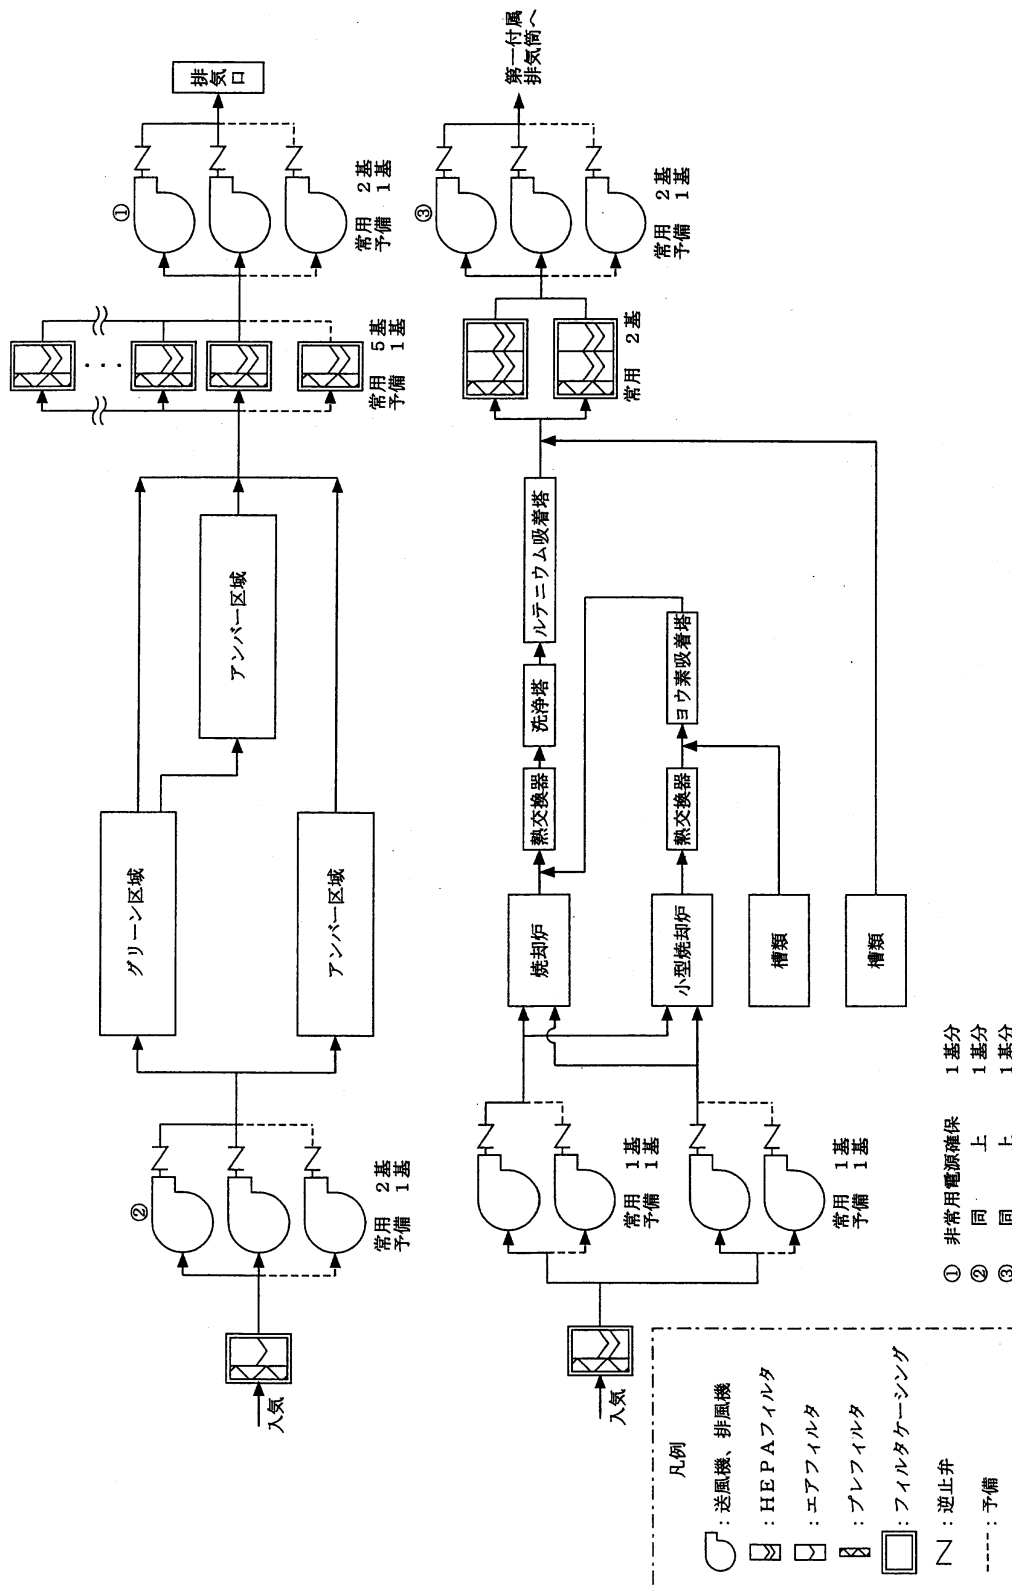 入気
②
常用 2基
予備 1基
グリーン区域
アンバー区域
アンバー区域
常用 5基
予備 1基
①
常用 2基
予備 1基
排気口
入気
常用 1基
予備 1基
常用 1基
予備 1基
焼却炉
小型焼却炉
槽類
槽類
熱交換器
洗浄塔
ルテニウム吸着塔
熱交換器
ヨウ素吸着塔
常用 2基
③
常用 2基
予備 1基
第一付属
排気筒へ
凡例
:送風機、排風機
:HEPAフィルタ
:エアフィルタ
:プレフィルタ
:フィルタケーシング
:逆止弁
:予備
① 非常用電源確保 1基分
② 同 上 1基分
③ 同 上 1基分